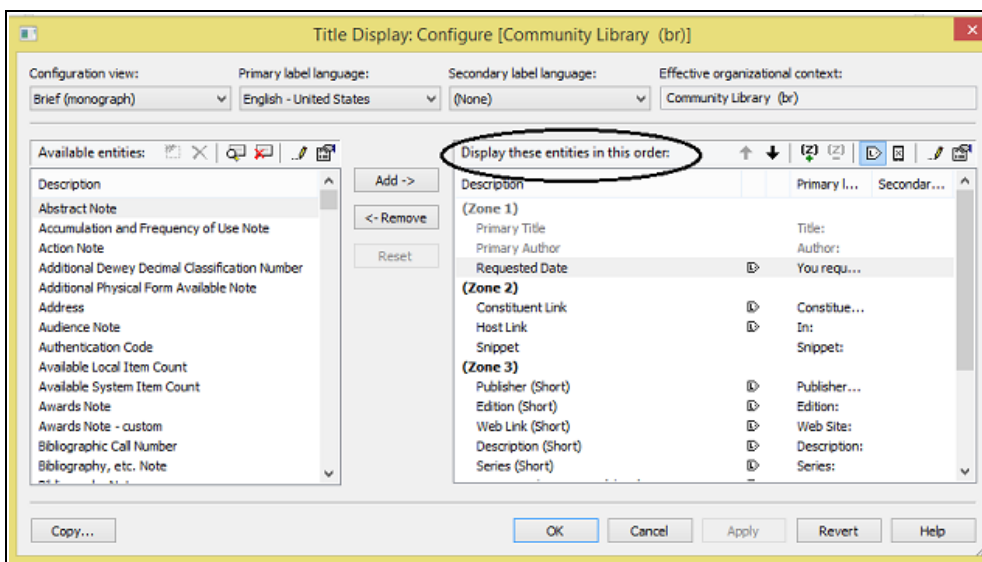 Title Display: Configure [Community Library (br)]
Configuration view:
Primary label language:
Secondary label language:
Effective organizational context:
Brief (monograph)
English - United States
(None)
Community Library (br)
Available entities:
Description
Abstract Note
Accumulation and Frequency of Use Note
Action Note
Additional Dewey Decimal Classification Number
Additional Physical Form Available Note
Address
Audience Note
Authentication Code
Available Local Item Count
Available System Item Count
Awards Note
Awards Note - custom
Bibliographic Call Number
Bibliography, etc. Note
Add ->
<- Remove
Reset
Display these entities in this order:
Description Primary l... Secondar...
(Zone 1)
Primary Title Title:
Primary Author Author:
Requested Date You requ...
(Zone 2)
Constituent Link Constitue...
Host Link In:
Snippet Snippet:
(Zone 3)
Publisher (Short) Publisher...
Edition (Short) Edition:
Web Link (Short) Web Site:
Description (Short) Description:
Series (Short) Series:
Copy...
OK
Cancel
Apply
Revert
Help